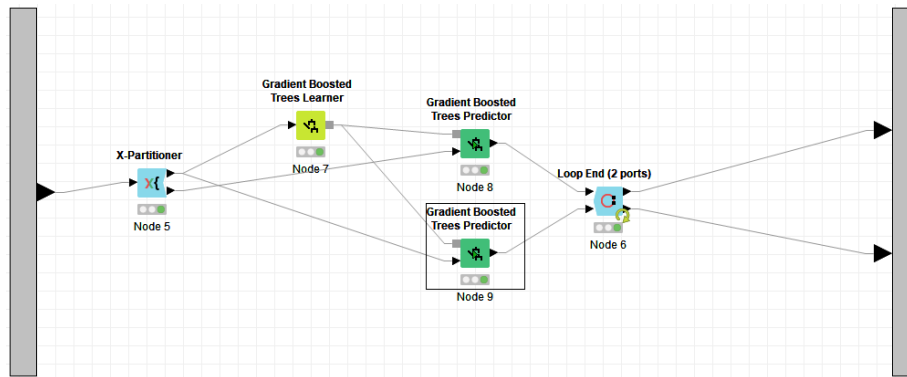 Gradient Boosted
Trees Learner
Node 7
Gradient Boosted
Trees Predictor
Node 8
X-Partitioner
Node 5
Loop End (2 ports)
Node 6
Gradient Boosted
Trees Predictor
Node 9